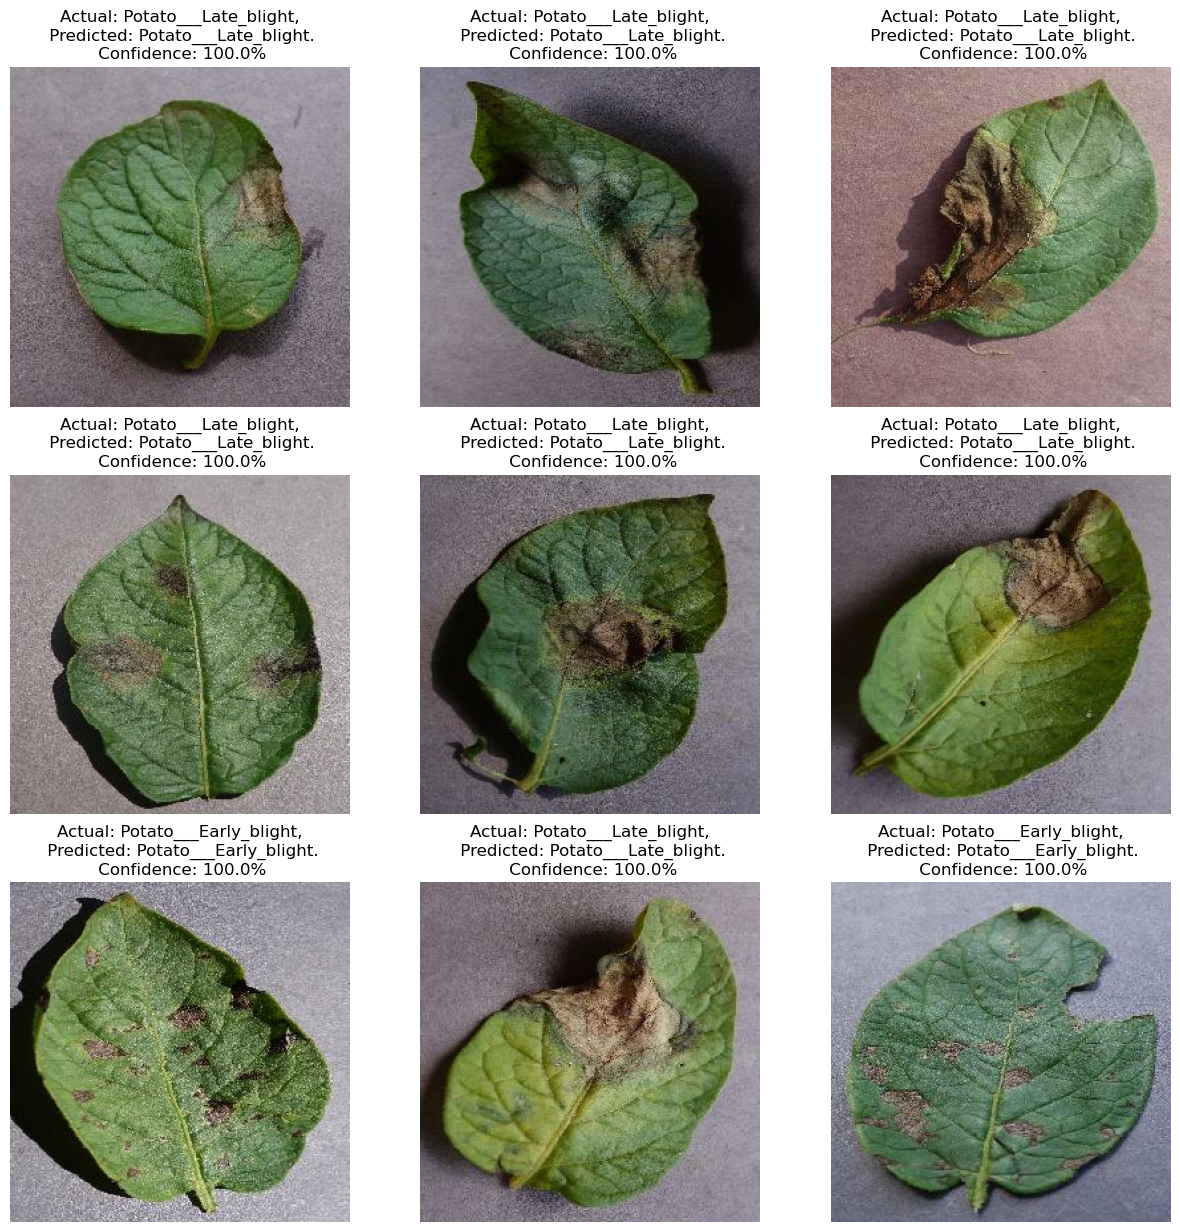 Actual: Potato___Late_blight,
Predicted: Potato___Late_blight.
Confidence: 100.0%
Actual: Potato___Late_blight,
Predicted: Potato___Late_blight.
Confidence: 100.0%
Actual: Potato___Late_blight,
Predicted: Potato___Late_blight.
Confidence: 100.0%
Actual: Potato___Late_blight,
Predicted: Potato___Late_blight.
Confidence: 100.0%
Actual: Potato___Late_blight,
Predicted: Potato___Late_blight.
Confidence: 100.0%
Actual: Potato___Late_blight,
Predicted: Potato___Late_blight.
Confidence: 100.0%
Actual: Potato___Early_blight,
Predicted: Potato___Early_blight.
Confidence: 100.0%
Actual: Potato___Late_blight,
Predicted: Potato___Late_blight.
Confidence: 100.0%
Actual: Potato___Early_blight,
Predicted: Potato___Early_blight.
Confidence: 100.0%